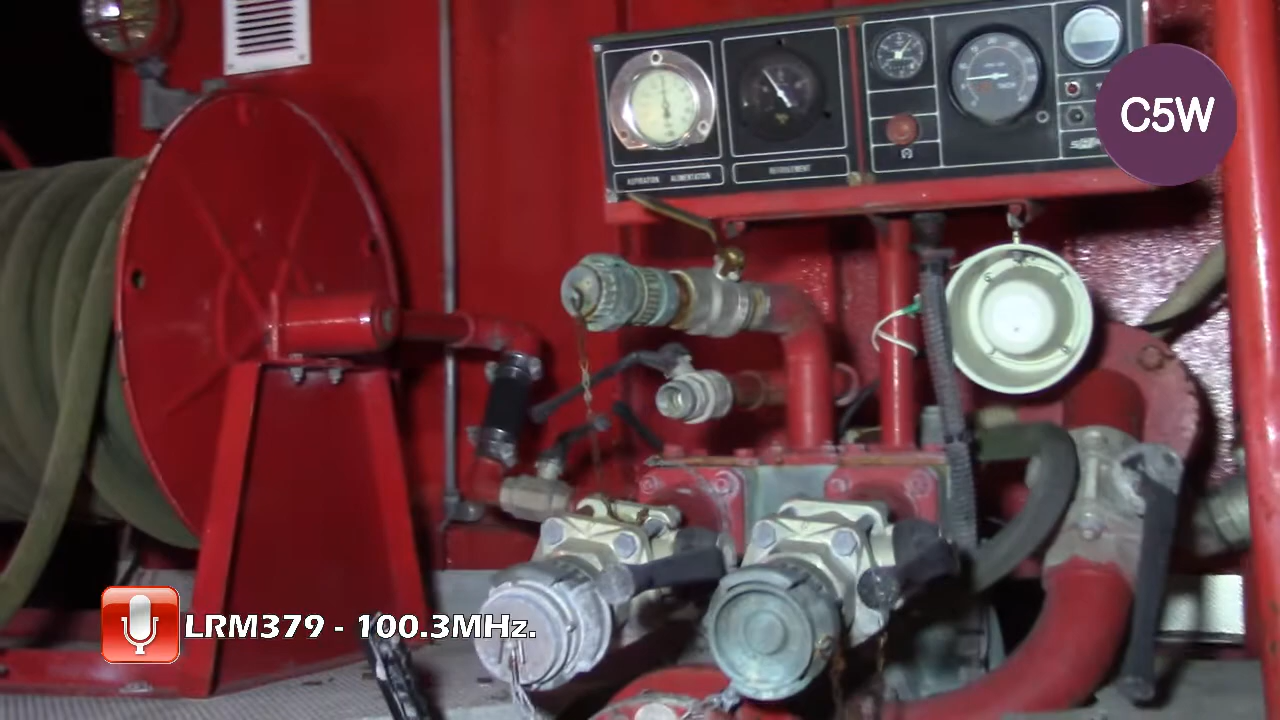 C5W
ASPIRATION ALIMENTATION
REFOULEMENT
LRM379 - 100.3MHz.